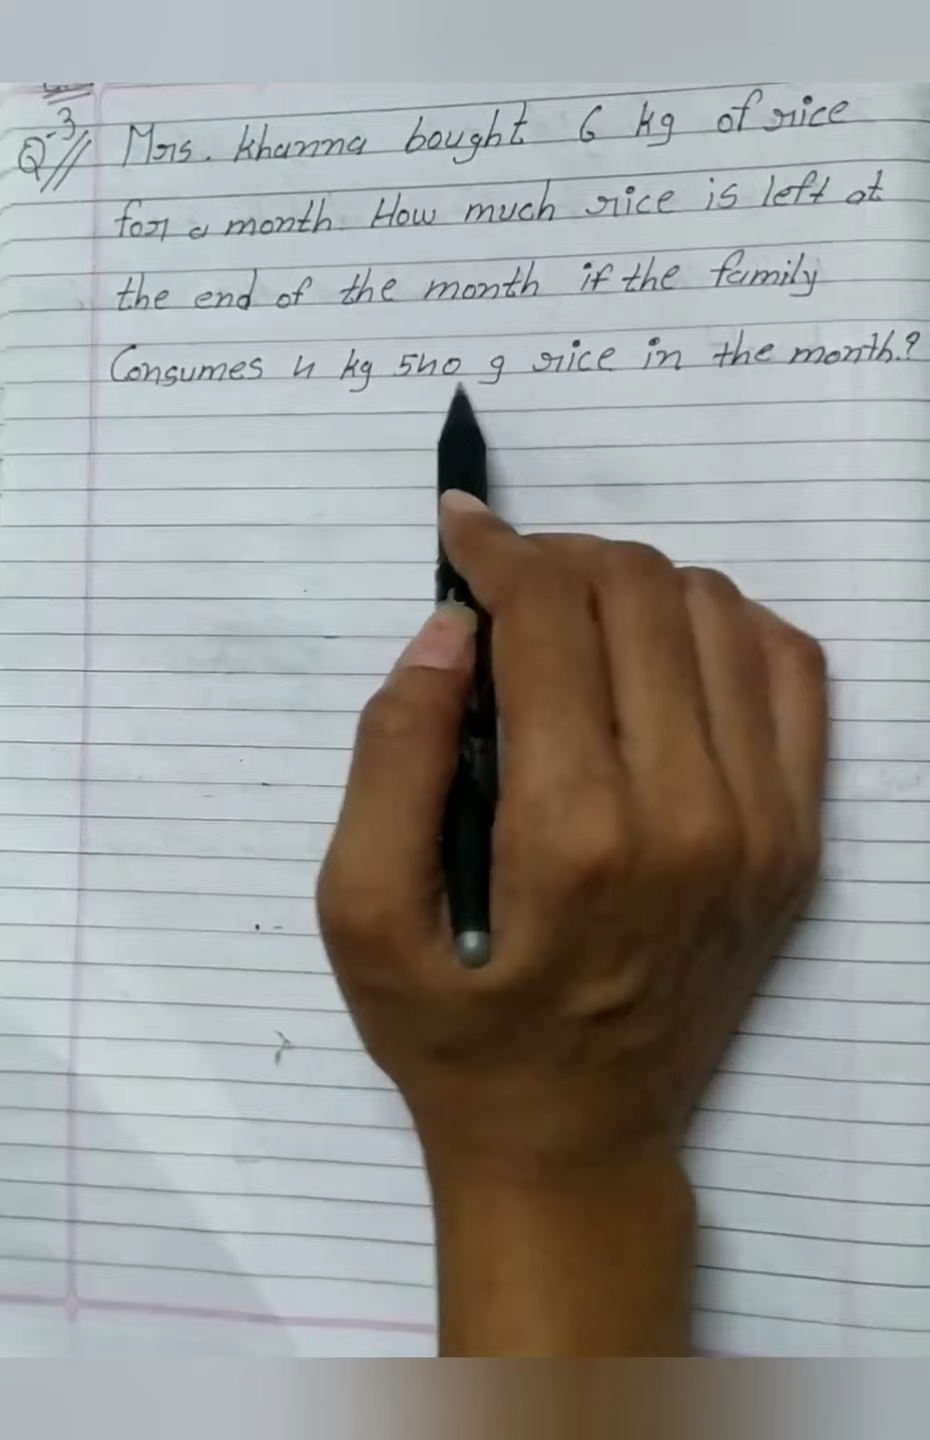 Q-3// Mrs. Khanna bought 6 kg of rice
for a month. How much rice is left at
the end of the month if the family
Consumes 4 kg 540 g rice in the month.?